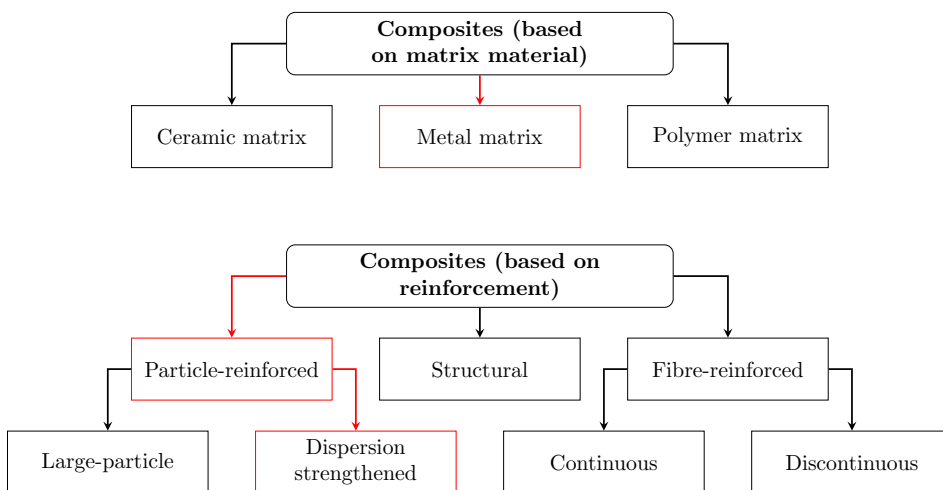 Composites (based
on matrix material)
Ceramic matrix
Metal matrix
Polymer matrix
Composites (based on
reinforcement)
Particle-reinforced
Structural
Fibre-reinforced
Large-particle
Dispersion
strengthened
Continuous
Discontinuous